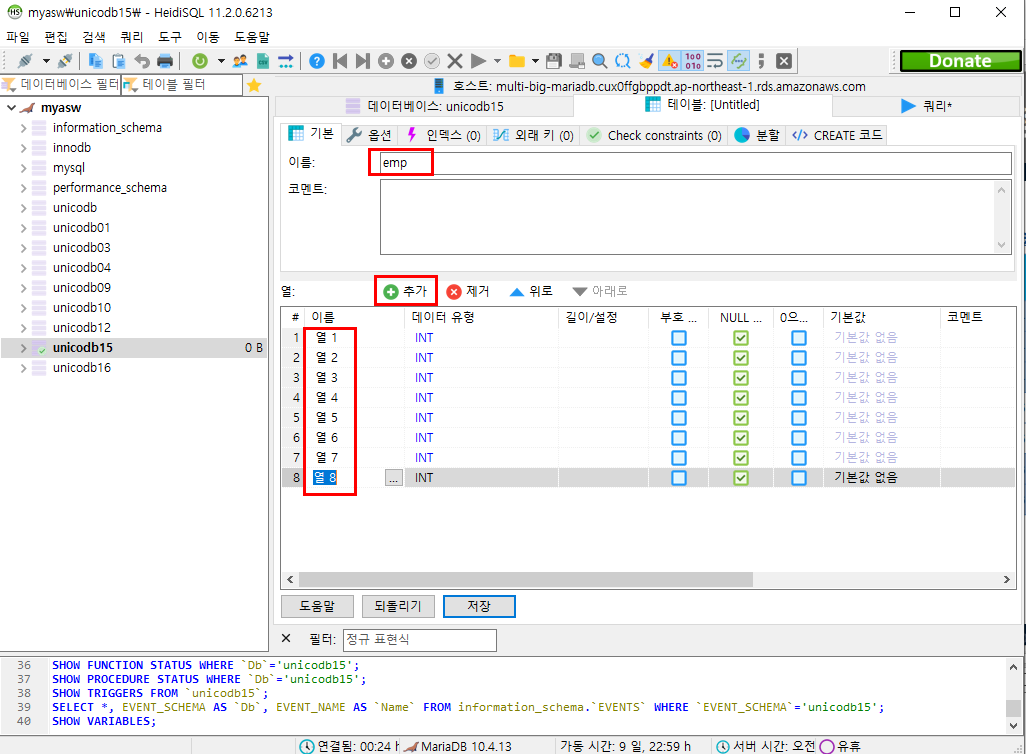 myasw\unicodb15\ - HeidiSQL 11.2.0.6213
파일 편집 검색 쿼리 도구 이동 도움말
Donate
데이터베이스 필터 테이블 필터
호스트: multi-big-mariadb.cux0ffgbppdt.ap-northeast-1.rds.amazonaws.com
데이터베이스: unicodb15 테이블: [Untitled] 쿼리*
myasw
information_schema
innodb
mysql
performance_schema
unicodb
unicodb01
unicodb03
unicodb04
unicodb09
unicodb10
unicodb12
unicodb15 0 B
unicodb16
기본 옵션 인덱스 (0) 외래 키 (0) Check constraints (0) 분할 CREATE 코드
이름: emp
코멘트:
열: 추가 제거 위로 아래로
# 이름 데이터 유형 길이/설정 부호 ... NULL ... 0으... 기본값 코멘트
1 열 1 INT 기본값 없음
2 열 2 INT 기본값 없음
3 열 3 INT 기본값 없음
4 열 4 INT 기본값 없음
5 열 5 INT 기본값 없음
6 열 6 INT 기본값 없음
7 열 7 INT 기본값 없음
8 열 8 ... INT 기본값 없음
도움말 되돌리기 저장
필터: 정규 표현식
36 SHOW FUNCTION STATUS WHERE `Db`='unicodb15';
37 SHOW PROCEDURE STATUS WHERE `Db`='unicodb15';
38 SHOW TRIGGERS FROM `unicodb15`;
39 SELECT *, EVENT_SCHEMA AS `Db`, EVENT_NAME AS `Name` FROM information_schema.`EVENTS` WHERE `EVENT_SCHEMA`='unicodb15';
40 SHOW VARIABLES;
연결됨: 00:24 h MariaDB 10.4.13 가동 시간: 9 일, 22:59 h 서버 시간: 오전 유휴